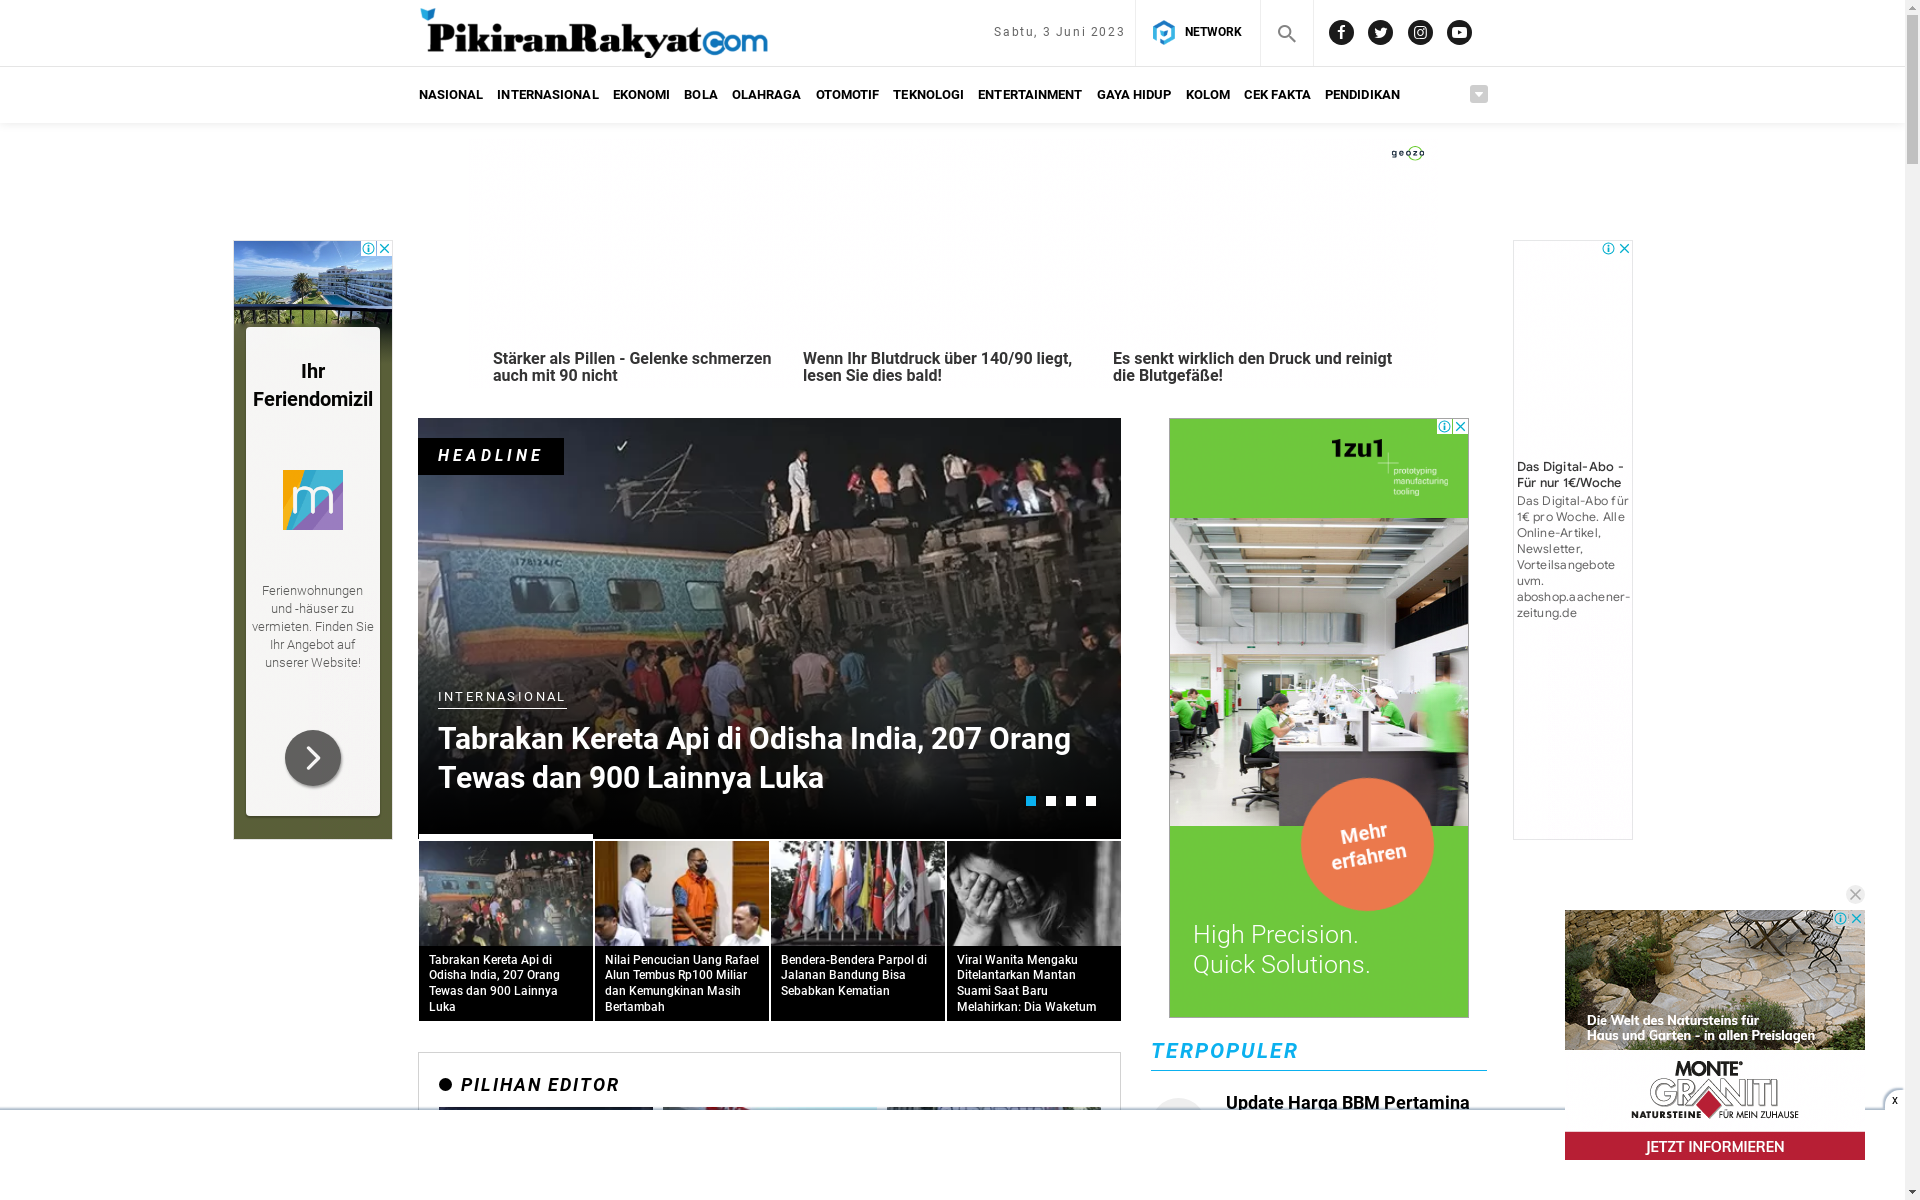 PikiranRakyatCom
Sabtu, 3 Juni 2023
NETWORK
NASIONAL INTERNASIONAL EKONOMI BOLA OLAHRAGA OTOMOTIF TEKNOLOGI ENTERTAINMENT GAYA HIDUP KOLOM CEK FAKTA PENDIDIKAN
geozo
Ihr
Feriendomizil
m
Ferienwohnungen
und -häuser zu
vermieten. Finden Sie
Ihr Angebot auf
unserer Website!
Stärker als Pillen - Gelenke schmerzen
auch mit 90 nicht
Wenn Ihr Blutdruck über 140/90 liegt,
lesen Sie dies bald!
Es senkt wirklich den Druck und reinigt
die Blutgefäße!
HEADLINE
INTERNASIONAL
Tabrakan Kereta Api di Odisha India, 207 Orang
Tewas dan 900 Lainnya Luka
Tabrakan Kereta Api di
Odisha India, 207 Orang
Tewas dan 900 Lainnya
Luka
Nilai Pencucian Uang Rafael
Alun Tembus Rp100 Miliar
dan Kemungkinan Masih
Bertambah
Bendera-Bendera Parpol di
Jalanan Bandung Bisa
Sebabkan Kematian
Viral Wanita Mengaku
Ditelantarkan Mantan
Suami Saat Baru
Melahirkan: Dia Waketum
PILIHAN EDITOR
1zu1
prototyping
manufacturing
tooling
Mehr
erfahren
High Precision.
Quick Solutions.
TERPOPULER
Update Harga BBM Pertamina
Das Digital-Abo -
Für nur 1€/Woche
Das Digital-Abo für
1€ pro Woche. Alle
Online-Artikel,
Newsletter,
Vorteilsangebote
uvm.
aboshop.aachener-
zeitung.de
Die Welt des Natursteins für
Haus und Garten - in allen Preislagen
MONTE
GRANITI
NATURSTEINE FÜR MEIN ZUHAUSE
JETZT INFORMIEREN
x